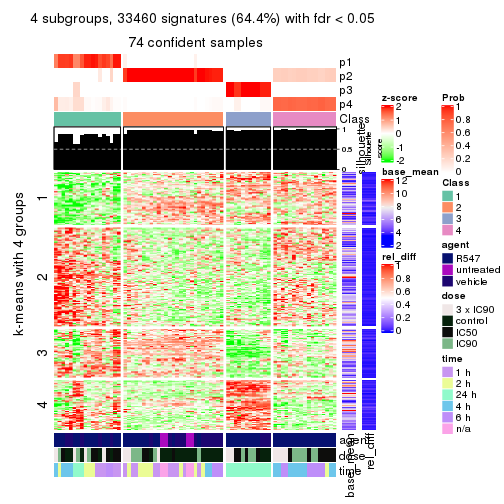 4 subgroups, 33460 signatures (64.4%) with fdr < 0.05
74 confident samples
p1
p2
p3
p4
Class
silhouette
Silhouette
score
1
0.5
0
k-means with 4 groups
1
2
3
4
agent
dose
time
base_mean
rel_diff
z-score
2
1
0
-1
-2
base_mean
12
10
8
6
4
2
rel_diff
1
0.8
0.6
0.4
0.2
0
Prob
1
0.8
0.6
0.4
0.2
0
Class
1
2
3
4
agent
R547
untreated
vehicle
dose
3 x IC90
control
IC50
IC90
time
1 h
2 h
24 h
4 h
6 h
n/a